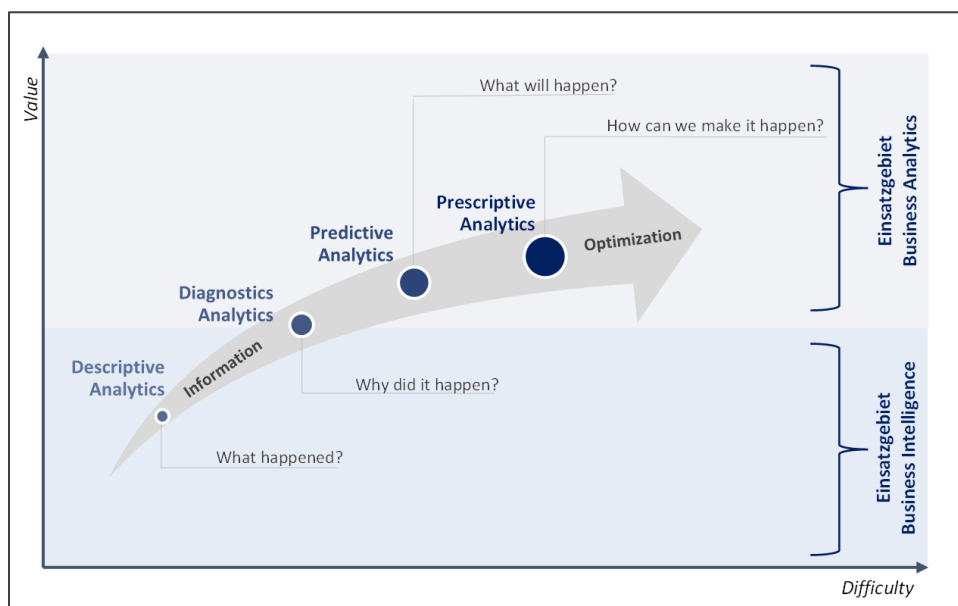 Value
What will happen?
How can we make it happen?
Prescriptive
Analytics
Predictive
Analytics
Optimization
Diagnostics
Analytics
Information
Descriptive
Analytics
Why did it happen?
What happened?
Einsatzgebiet
Business Analytics
Einsatzgebiet
Business Intelligence
Difficulty